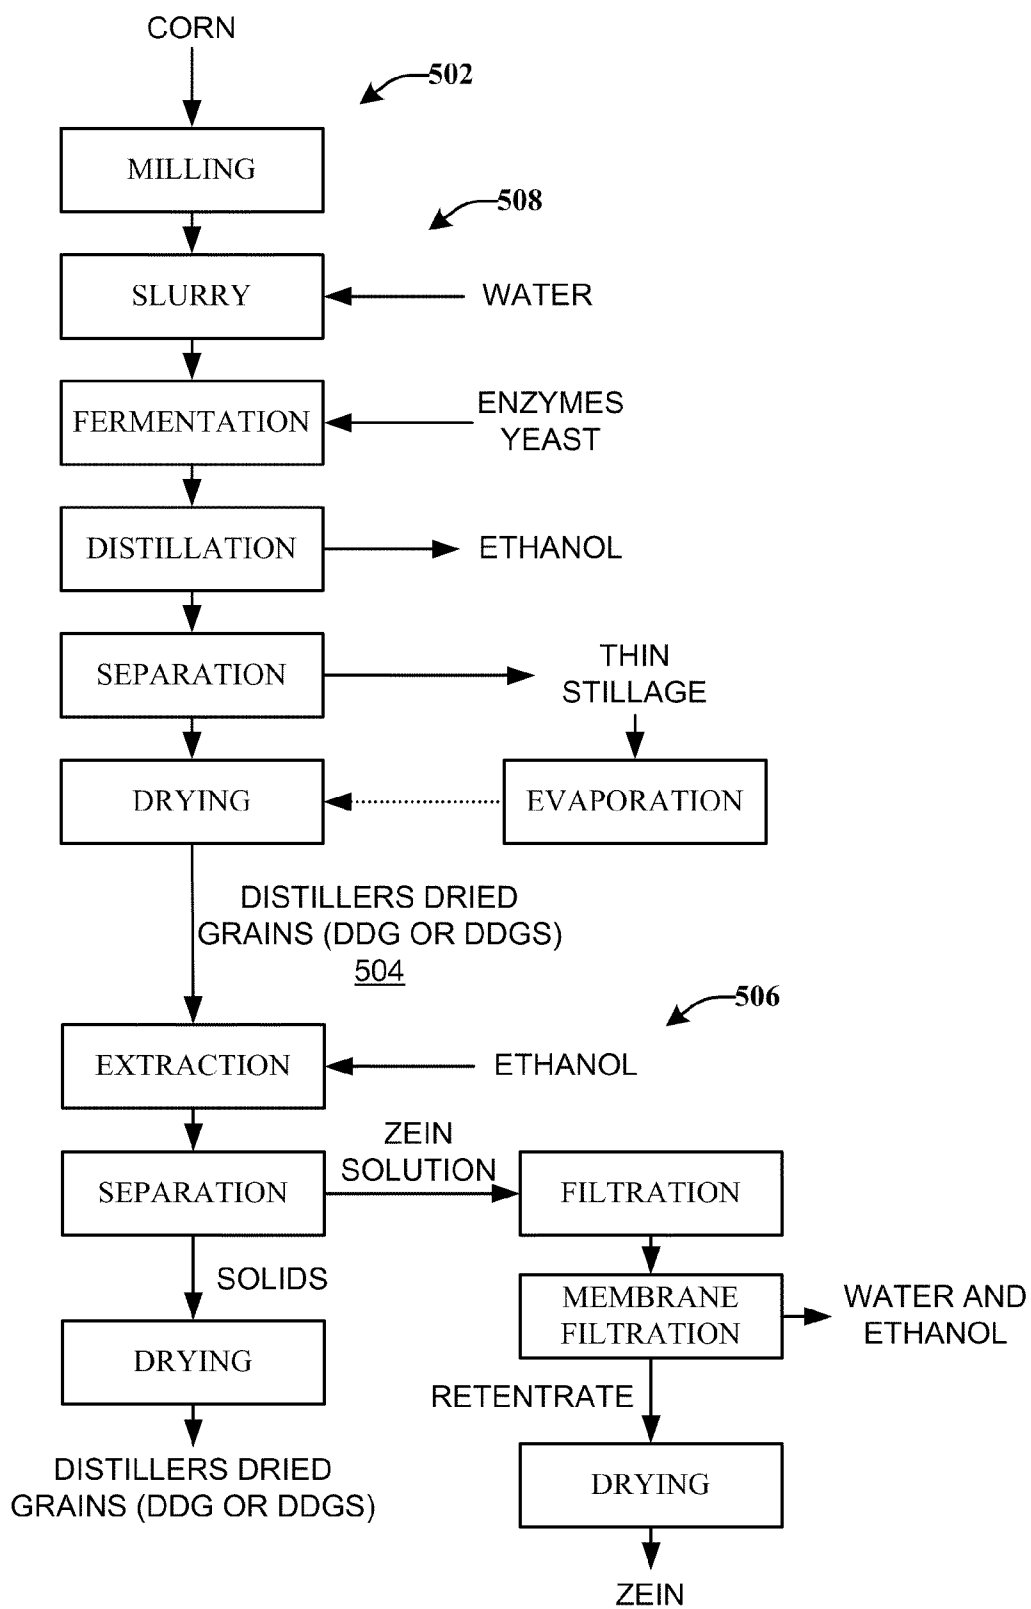 CORN
502
MILLING
508
SLURRY
WATER
FERMENTATION
ENZYMES
YEAST
DISTILLATION
ETHANOL
SEPARATION
THIN
STILLAGE
DRYING
EVAPORATION
DISTILLERS DRIED
GRAINS (DDG OR DDGS)
504
506
EXTRACTION
ETHANOL
SEPARATION
ZEIN
SOLUTION
FILTRATION
SOLIDS
MEMBRANE
FILTRATION
WATER AND
ETHANOL
DRYING
RETENTRATE
DISTILLERS DRIED
GRAINS (DDG OR DDGS)
DRYING
ZEIN